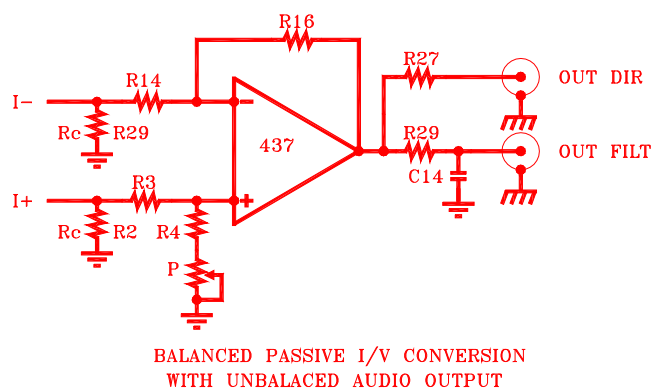 R16
R27
OUT DIR
R14
I-
Rc R29
437
R29
OUT FILT
C14
R3
I+
Rc R2
R4
P
BALANCED PASSIVE I/V CONVERSION
WITH UNBALACED AUDIO OUTPUT